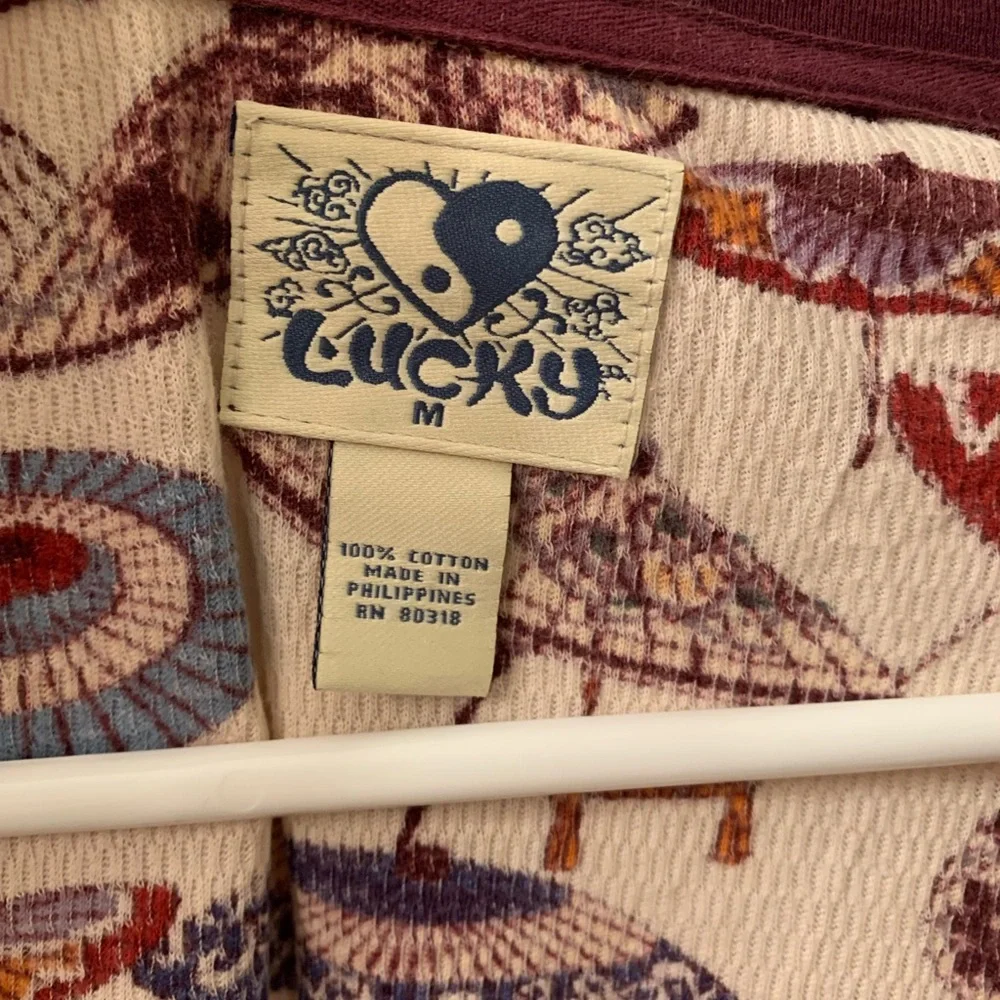 LUCKY
M
100% COTTON
MADE IN
PHILIPPINES
RN 80318